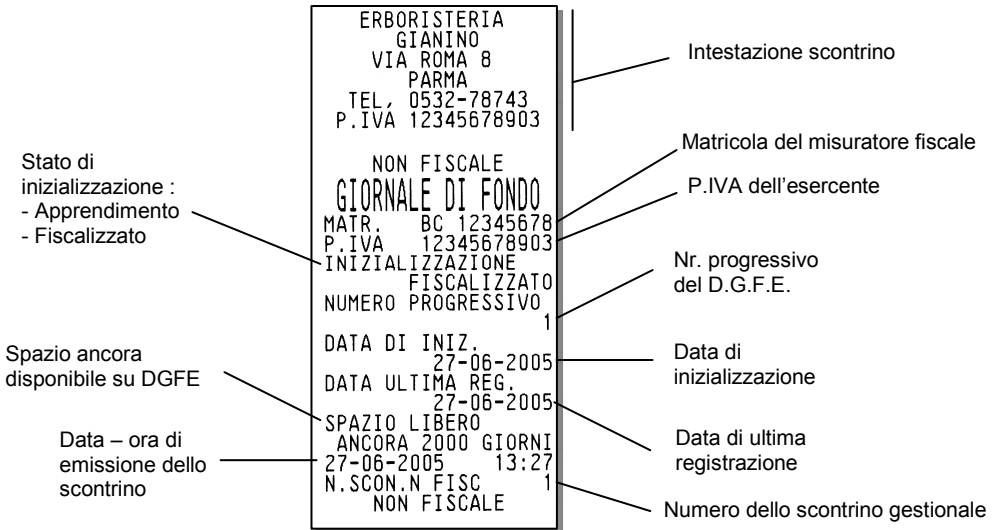 ERBORISTERIA
GIANINO
VIA ROMA 8
PARMA
TEL, 0532-78743
P.IVA 12345678903
NON FISCALE
GIORNALE DI FONDO
MATR. BC 12345678
P.IVA 12345678903
INIZIALIZZAZIONE
FISCALIZZATO
NUMERO PROGRESSIVO
1
DATA DI INIZ.
27-06-2005
DATA ULTIMA REG.
27-06-2005
SPAZIO LIBERO
ANCORA 2000 GIORNI
27-06-2005 13:27
N.SCON.N FISC 1
NON FISCALE
Stato di
inizializzazione :
- Apprendimento
- Fiscalizzato
Spazio ancora
disponibile su DGFE
Data – ora di
emissione dello
scontrino
Intestazione scontrino
Matricola del misuratore fiscale
P.IVA dell'esercente
Nr. progressivo
del D.G.F.E.
Data di
inizializzazione
Data di ultima
registrazione
Numero dello scontrino gestionale